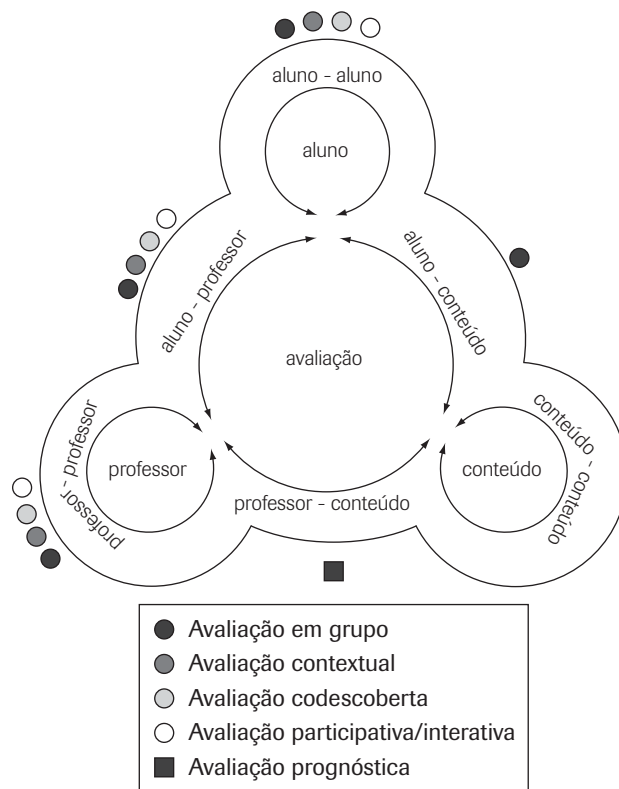 aluno - aluno
aluno
aluno - professor
aluno - conteúdo
avaliação
professor - professor
professor
conteúdo
conteúdo - conteúdo
professor - conteúdo
Avaliação em grupo
Avaliação contextual
Avaliação codescoberta
Avaliação participativa/interativa
Avaliação prognóstica